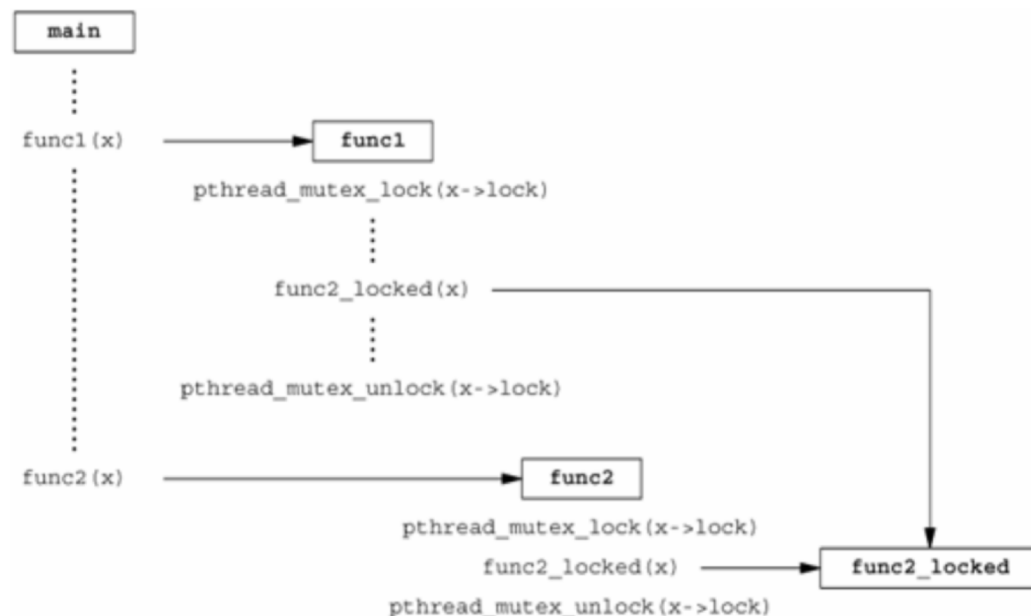 main
func1(x)
func1
pthread_mutex_lock(x->lock)
func2_locked(x)
pthread_mutex_unlock(x->lock)
func2(x)
func2
pthread_mutex_lock(x->lock)
func2_locked(x)
func2_locked
pthread_mutex_unlock(x->lock)